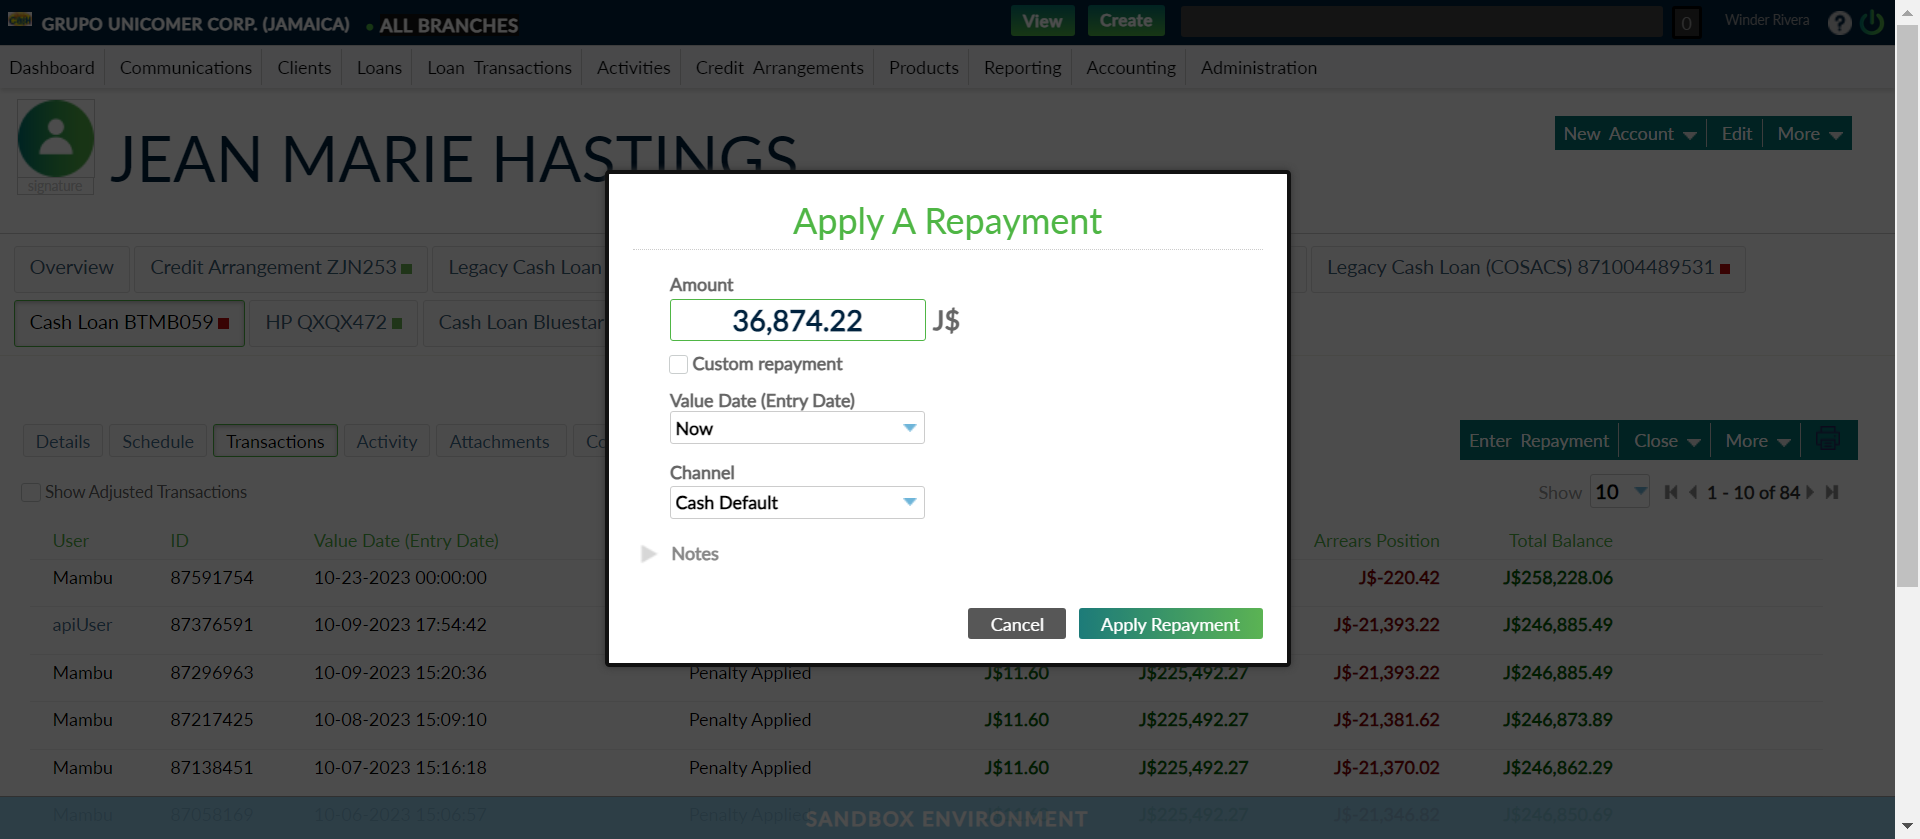 GRUPO UNICOMER CORP. (JAMAICA) ALL BRANCHES View Create 0 Winder Rivera ?
Dashboard Communications Clients Loans Loan Transactions Activities Credit Arrangements Products Reporting Accounting Administration
JEAN MARIE HASTINGS
signature
New Account Edit More
Overview Credit Arrangement ZJN253 Legacy Cash Loan Legacy Cash Loan (COSACS) 871004489531
Cash Loan BTMB059 HP QXQX472 Cash Loan Bluestar
Apply A Repayment
Amount
36,874.22 J$
Custom repayment
Value Date (Entry Date)
Now
Channel
Cash Default
Notes
Cancel Apply Repayment
Details Schedule Transactions Activity Attachments Co
Enter Repayment Close More
Show Adjusted Transactions
Show 10 1 - 10 of 84
User ID Value Date (Entry Date) Arrears Position Total Balance
Mambu 87591754 10-23-2023 00:00:00 J$-220.42 J$258,228.06
apiUser 87376591 10-09-2023 17:54:42 J$-21,393.22 J$246,885.49
Mambu 87296963 10-09-2023 15:20:36 Penalty Applied J$11.60 J$225,492.27 J$-21,393.22 J$246,885.49
Mambu 87217425 10-08-2023 15:09:10 Penalty Applied J$11.60 J$225,492.27 J$-21,381.62 J$246,873.89
Mambu 87138451 10-07-2023 15:16:18 Penalty Applied J$11.60 J$225,492.27 J$-21,370.02 J$246,862.29
Mambu 87058169 10-06-2023 15:06:57 Penalty Applie J$225,492.27 J$-21,346.82 J$246,850.69
SANDBOX ENVIRONMENT